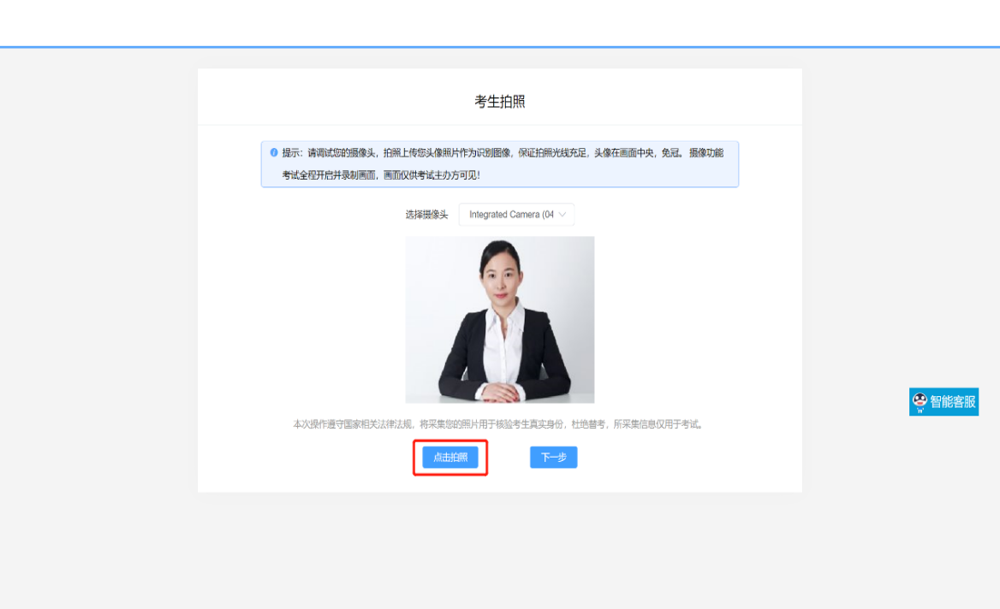 考生拍照
提示：请调试您的摄像头，拍照上传您头像照片作为识别图像，保证拍照光线充足，头像在画面中央，免冠。 摄像功能
考试全程开启并录制画面，画面仅供考试主办方可见！
选择摄像头 Integrated Camera (04
本次操作遵守国家相关法律法规，将采集您的照片用于核验考生真实身份，杜绝替考，所采集信息仅用于考试。
点击拍照 下一步
智能客服